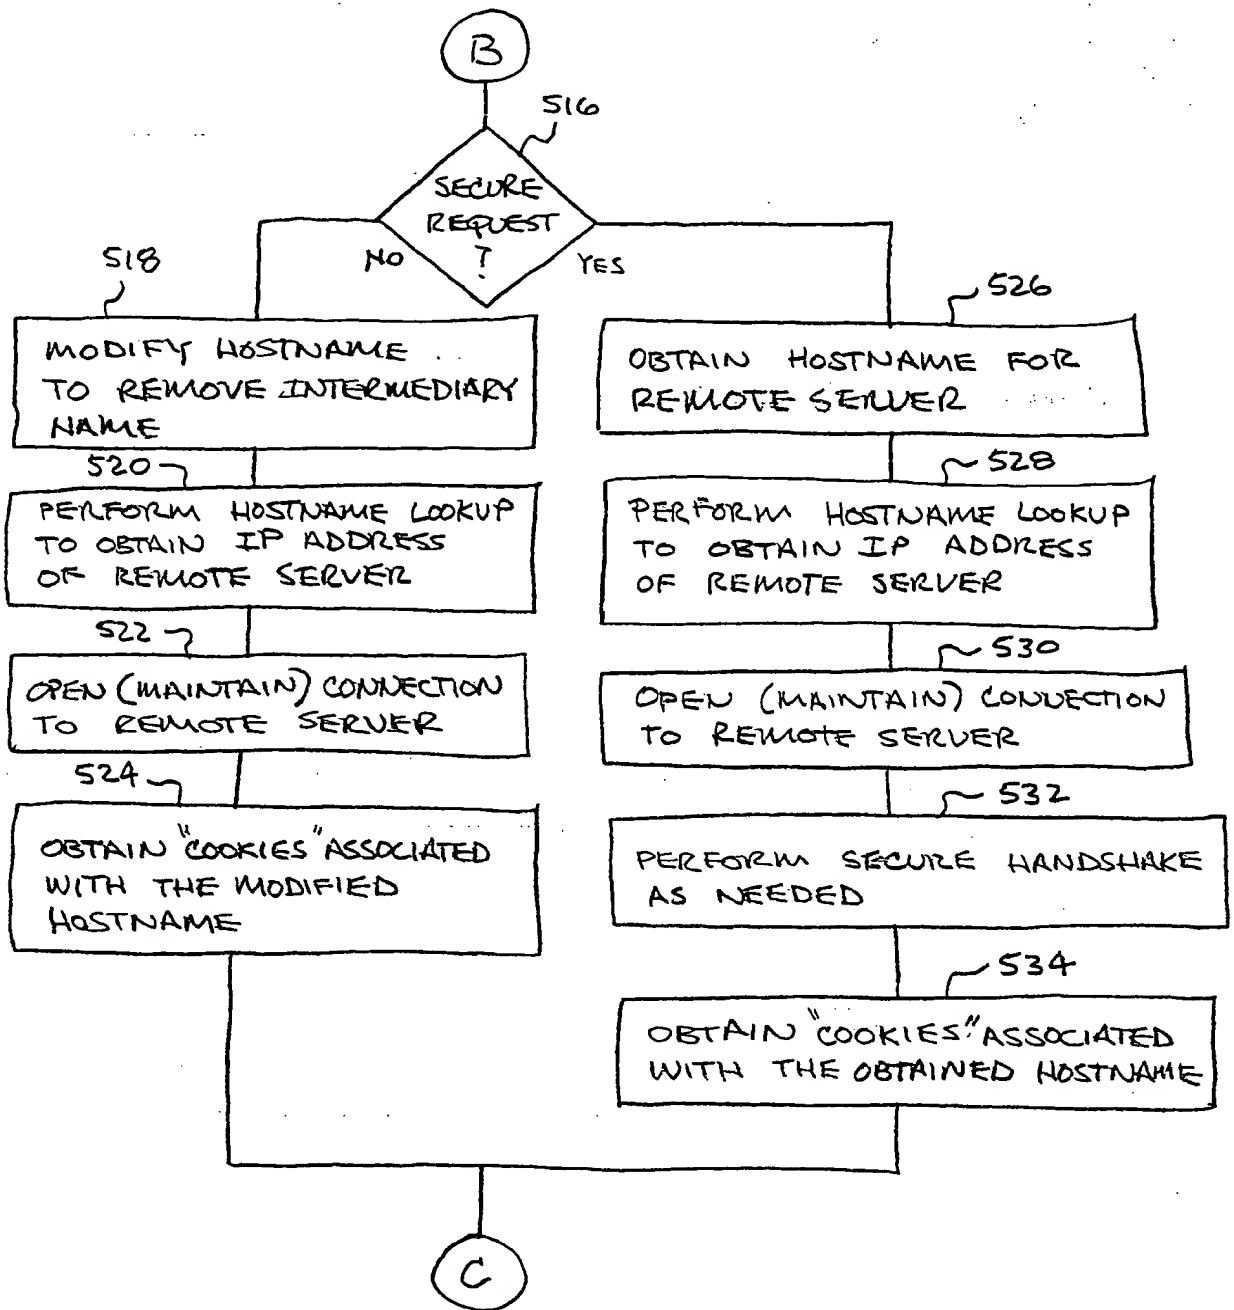 B
516
SECURE
REQUEST
?
NO
YES
518
MODIFY HOSTNAME
TO REMOVE INTERMEDIARY
NAME
520
PERFORM HOSTNAME LOOKUP
TO OBTAIN IP ADDRESS
OF REMOTE SERVER
522
OPEN (MAINTAIN) CONNECTION
TO REMOTE SERVER
524
OBTAIN "COOKIES" ASSOCIATED
WITH THE MODIFIED
HOSTNAME
526
OBTAIN HOSTNAME FOR
REMOTE SERVER
528
PERFORM HOSTNAME LOOKUP
TO OBTAIN IP ADDRESS
OF REMOTE SERVER
530
OPEN (MAINTAIN) CONNECTION
TO REMOTE SERVER
532
PERFORM SECURE HANDSHAKE
AS NEEDED
534
OBTAIN "COOKIES" ASSOCIATED
WITH THE OBTAINED HOSTNAME
C